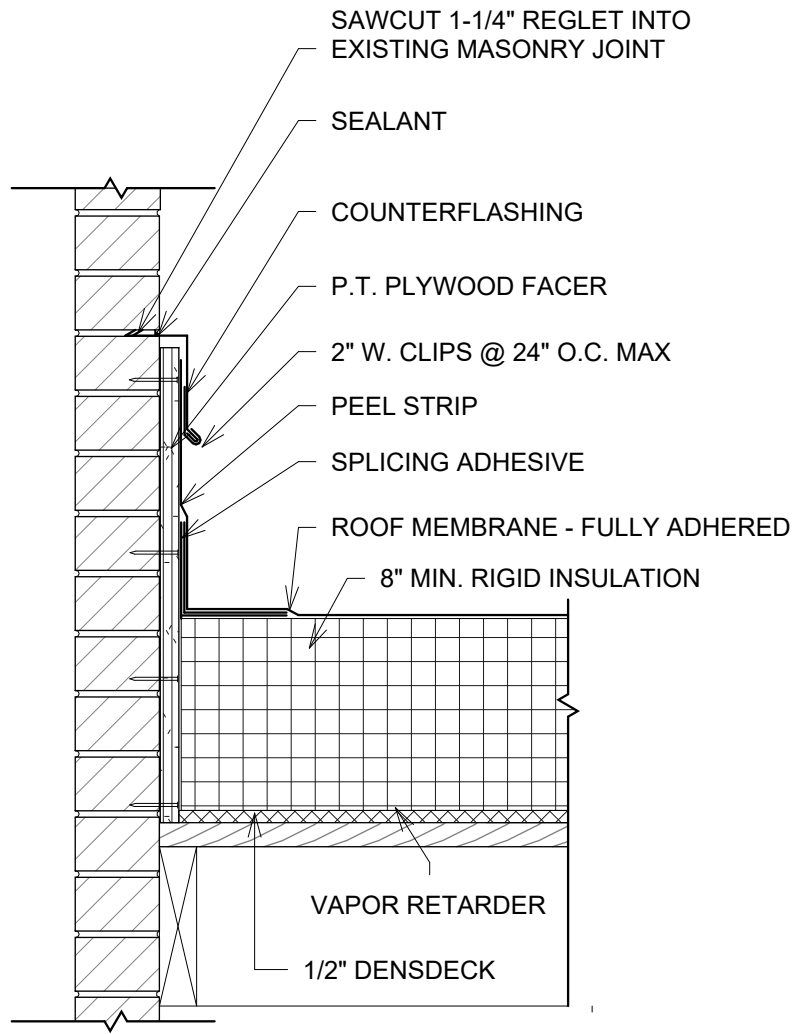 SAWCUT 1-1/4" REGLET INTO
EXISTING MASONRY JOINT
SEALANT
COUNTERFLASHING
P.T. PLYWOOD FACER
2" W. CLIPS @ 24" O.C. MAX
PEEL STRIP
SPLICING ADHESIVE
ROOF MEMBRANE - FULLY ADHERED
8" MIN. RIGID INSULATION
VAPOR RETARDER
1/2" DENSDECK